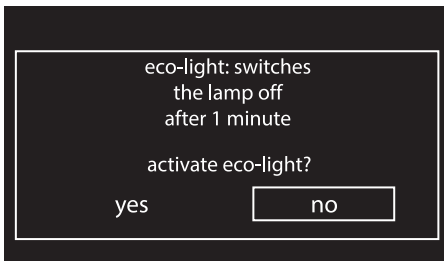 eco-light: switches
the lamp off
after 1 minute
activate eco-light?
yes no